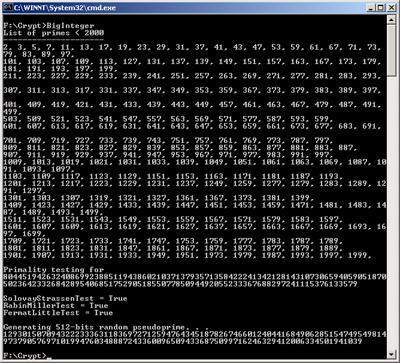 C:\WINNT\System32\cmd.exe
F:\Crypt>BigInteger
List of primes < 2000
2, 3, 5, 7, 11, 13, 17, 19, 23, 29, 31, 37, 41, 43, 47, 53, 59, 61, 67, 71, 73,
79, 83, 89, 97,
101, 103, 107, 109, 113, 127, 131, 137, 139, 149, 151, 157, 163, 167, 173, 179,
181, 191, 193, 197, 199,
211, 223, 227, 229, 233, 239, 241, 251, 257, 263, 269, 271, 277, 281, 283, 293,
307, 311, 313, 317, 331, 337, 347, 349, 353, 359, 367, 373, 379, 383, 389, 397,
401, 409, 419, 421, 431, 433, 439, 443, 449, 457, 461, 463, 467, 479, 487, 491,
499,
503, 509, 521, 523, 541, 547, 557, 563, 569, 571, 577, 587, 593, 599,
601, 607, 613, 617, 619, 631, 641, 643, 647, 653, 659, 661, 673, 677, 683, 691,
701, 709, 719, 727, 733, 739, 743, 751, 757, 761, 769, 773, 787, 797,
809, 811, 821, 823, 827, 829, 839, 853, 857, 859, 863, 877, 881, 883, 887,
907, 911, 919, 929, 937, 941, 947, 953, 967, 971, 977, 983, 991, 997,
1009, 1013, 1019, 1021, 1031, 1033, 1039, 1049, 1051, 1061, 1063, 1069, 1087, 10
91, 1093, 1097,
1103, 1109, 1117, 1123, 1129, 1151, 1153, 1163, 1171, 1181, 1187, 1193,
1201, 1213, 1217, 1223, 1229, 1231, 1237, 1249, 1259, 1277, 1279, 1283, 1289, 12
91, 1297,
1301, 1303, 1307, 1319, 1321, 1327, 1361, 1367, 1373, 1381, 1399,
1409, 1423, 1427, 1429, 1433, 1439, 1447, 1451, 1453, 1459, 1471, 1481, 1483, 14
87, 1489, 1493, 1499,
1511, 1523, 1531, 1543, 1549, 1553, 1559, 1567, 1571, 1579, 1583, 1597,
1601, 1607, 1609, 1613, 1619, 1621, 1627, 1637, 1657, 1663, 1667, 1669, 1693, 16
97, 1699,
1709, 1721, 1723, 1733, 1741, 1747, 1753, 1759, 1777, 1783, 1787, 1789,
1801, 1811, 1823, 1831, 1847, 1861, 1867, 1871, 1873, 1877, 1879, 1889,
1901, 1907, 1913, 1931, 1933, 1949, 1951, 1973, 1979, 1987, 1993, 1997, 1999,
Primality testing for
SolovayStrassenTest = True
RabinMillerTest = True
FermatLittleTest = True
Generating 512-bits random pseudoprime. . .
F:\Crypt>